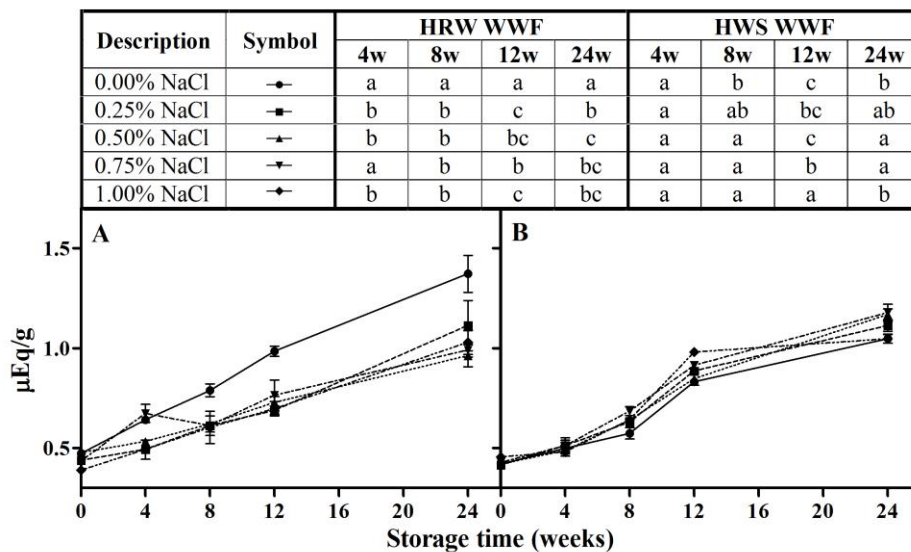 Description Symbol HRW WWF HWS WWF
4w 8w 12w 24w 4w 8w 12w 24w
0.00% NaCl a a a a a b c b
0.25% NaCl b b c b a ab bc ab
0.50% NaCl b b bc c a a c a
0.75% NaCl a b b bc a a b a
1.00% NaCl b b c bc a a a b
A B
1.5
1.0
0.5
µEq/g
0 4 8 12 16 20 24 0 4 8 12 16 20 24
Storage time (weeks)